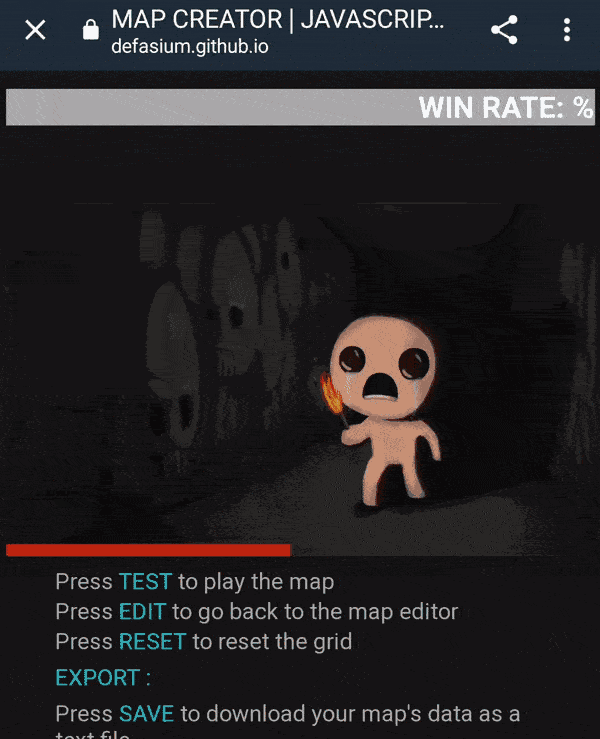 MAP CREATOR | JAVASCRIP...
defasium.github.io
WIN RATE: %
Press TEST to play the map
Press EDIT to go back to the map editor
Press RESET to reset the grid
EXPORT :
Press SAVE to download your map's data as a
text file